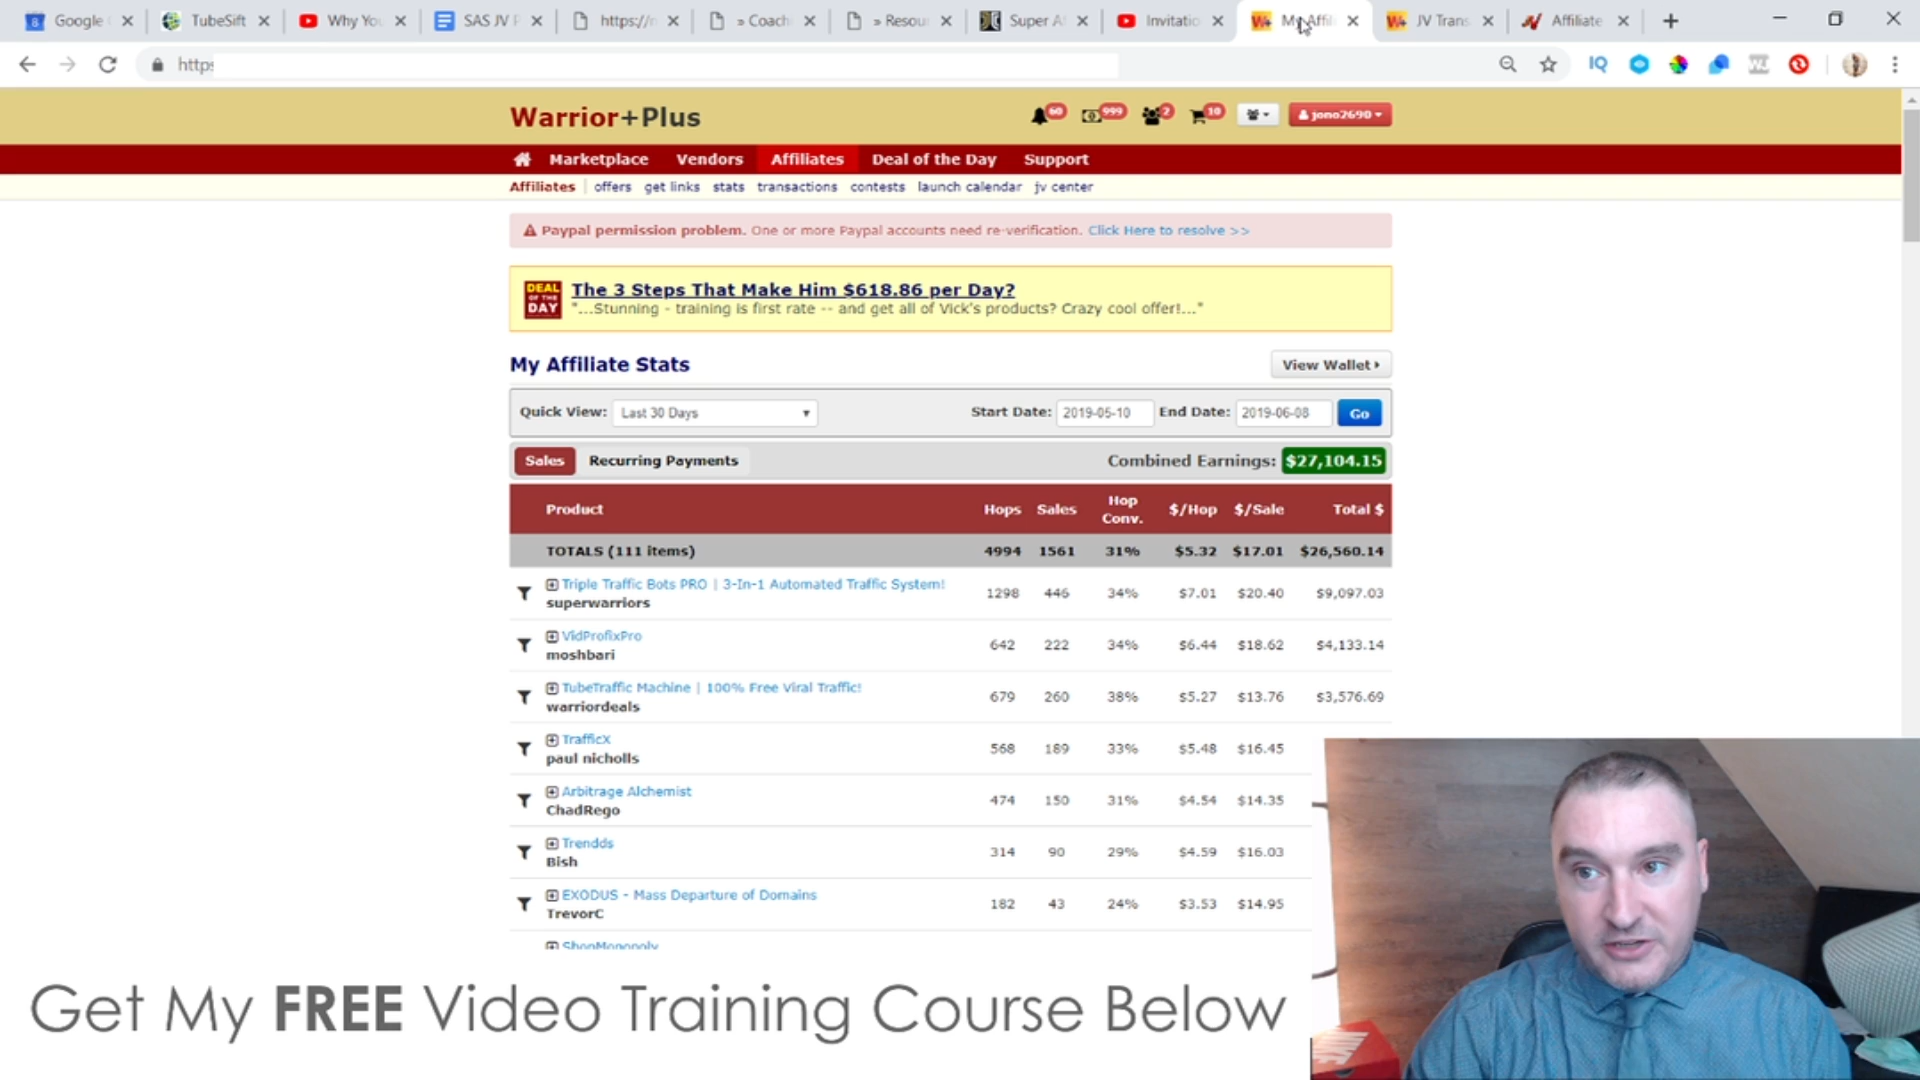 Google
TubeSift
Why You
SAS JV P
https://
» Coach
» Resou
Super A
Invitatio
My Affil
JV Trans
Affiliate
https
IQ
Warrior+Plus
60
999
2
10
jono2690
Marketplace
Vendors
Affiliates
Deal of the Day
Support
Affiliates
offers
get links
stats
transactions
contests
launch calendar
jv center
Paypal permission problem. One or more Paypal accounts need re-verification. Click Here to resolve >>
DEAL
OF THE
DAY
The 3 Steps That Make Him $618.86 per Day?
"...Stunning - training is first rate -- and get all of Vick's products? Crazy cool offer!..."
My Affiliate Stats
View Wallet
Quick View: Last 30 Days
Start Date: 2019-05-10 End Date: 2019-06-08 Go
Sales Recurring Payments Combined Earnings: $27,104.15
Product Hops Sales Hop Conv. $/Hop $/Sale Total $
TOTALS (111 items) 4994 1561 31% $5.32 $17.01 $26,560.14
Triple Traffic Bots PRO | 3-In-1 Automated Traffic System!
superwarriors
1298 446 34% $7.01 $20.40 $9,097.03
VidProfixPro
moshbari
642 222 34% $6.44 $18.62 $4,133.14
TubeTraffic Machine | 100% Free Viral Traffic!
warriordeals
679 260 38% $5.27 $13.76 $3,576.69
TrafficX
paul nicholls
568 189 33% $5.48 $16.45
Arbitrage Alchemist
ChadRego
474 150 31% $4.54 $14.35
Trendds
Bish
314 90 29% $4.59 $16.03
EXODUS - Mass Departure of Domains
TrevorC
182 43 24% $3.53 $14.95
ShopMonopoly
Get My FREE Video Training Course Below